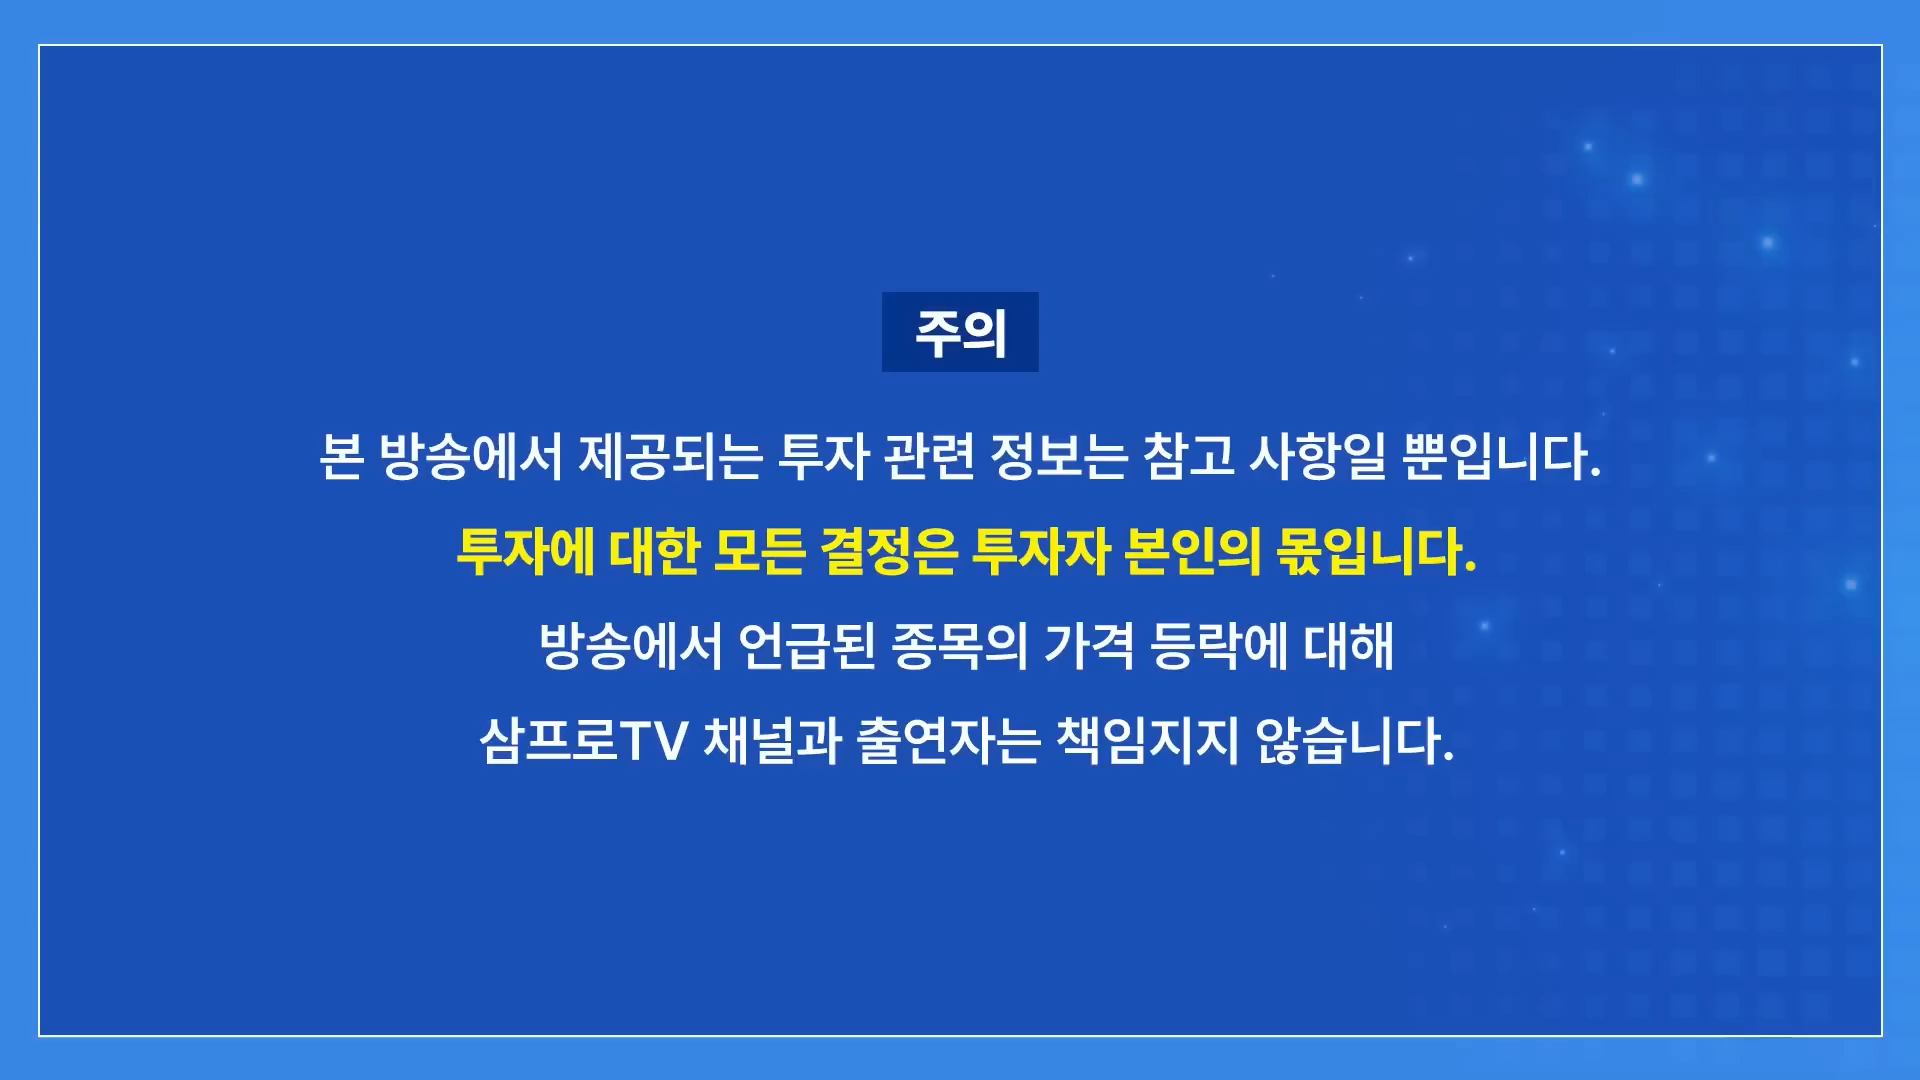 주의
본 방송에서 제공되는 투자 관련 정보는 참고 사항일 뿐입니다.
투자에 대한 모든 결정은 투자자 본인의 몫입니다.
방송에서 언급된 종목의 가격 등락에 대해
삼프로TV 채널과 출연자는 책임지지 않습니다.